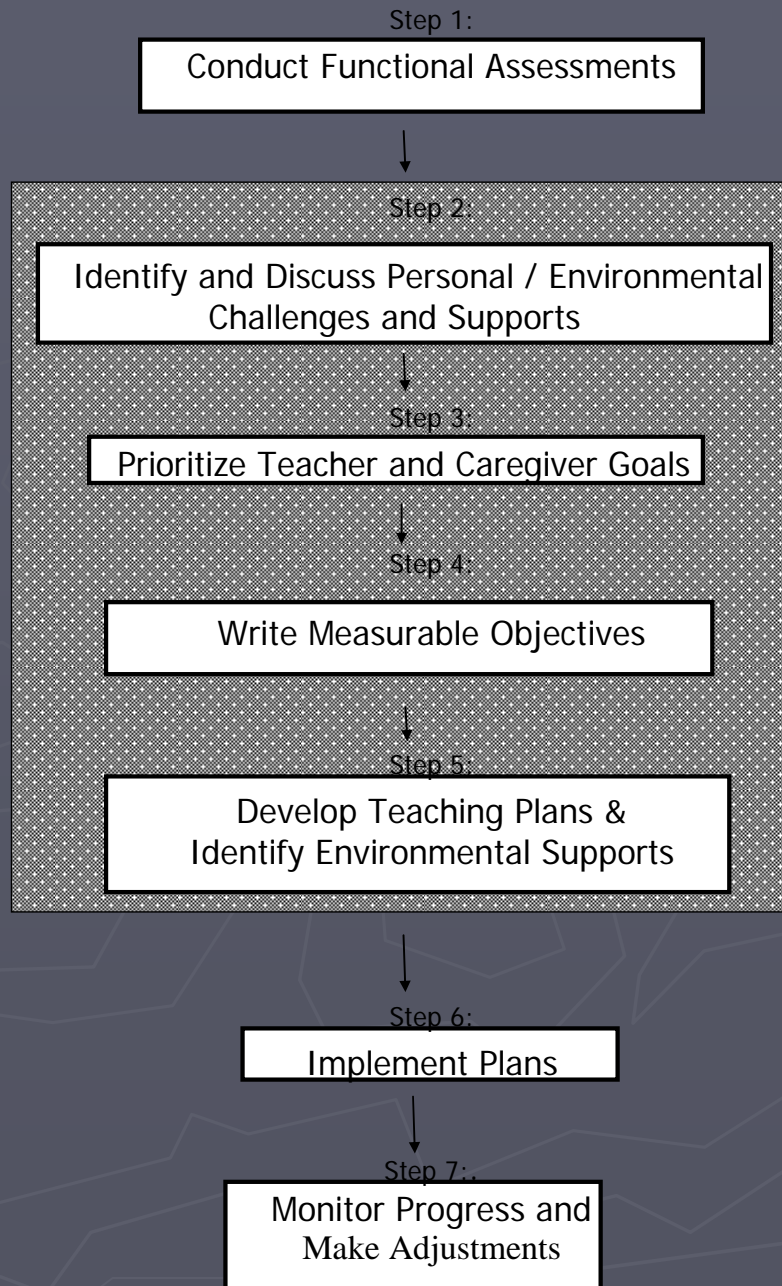 Step 1:
Conduct Functional Assessments
Step 2:
Identify and Discuss Personal / Environmental
Challenges and Supports
Step 3:
Prioritize Teacher and Caregiver Goals
Step 4:
Write Measurable Objectives
Step 5:
Develop Teaching Plans &
Identify Environmental Supports
Step 6:
Implement Plans
Step 7:.
Monitor Progress and
Make Adjustments